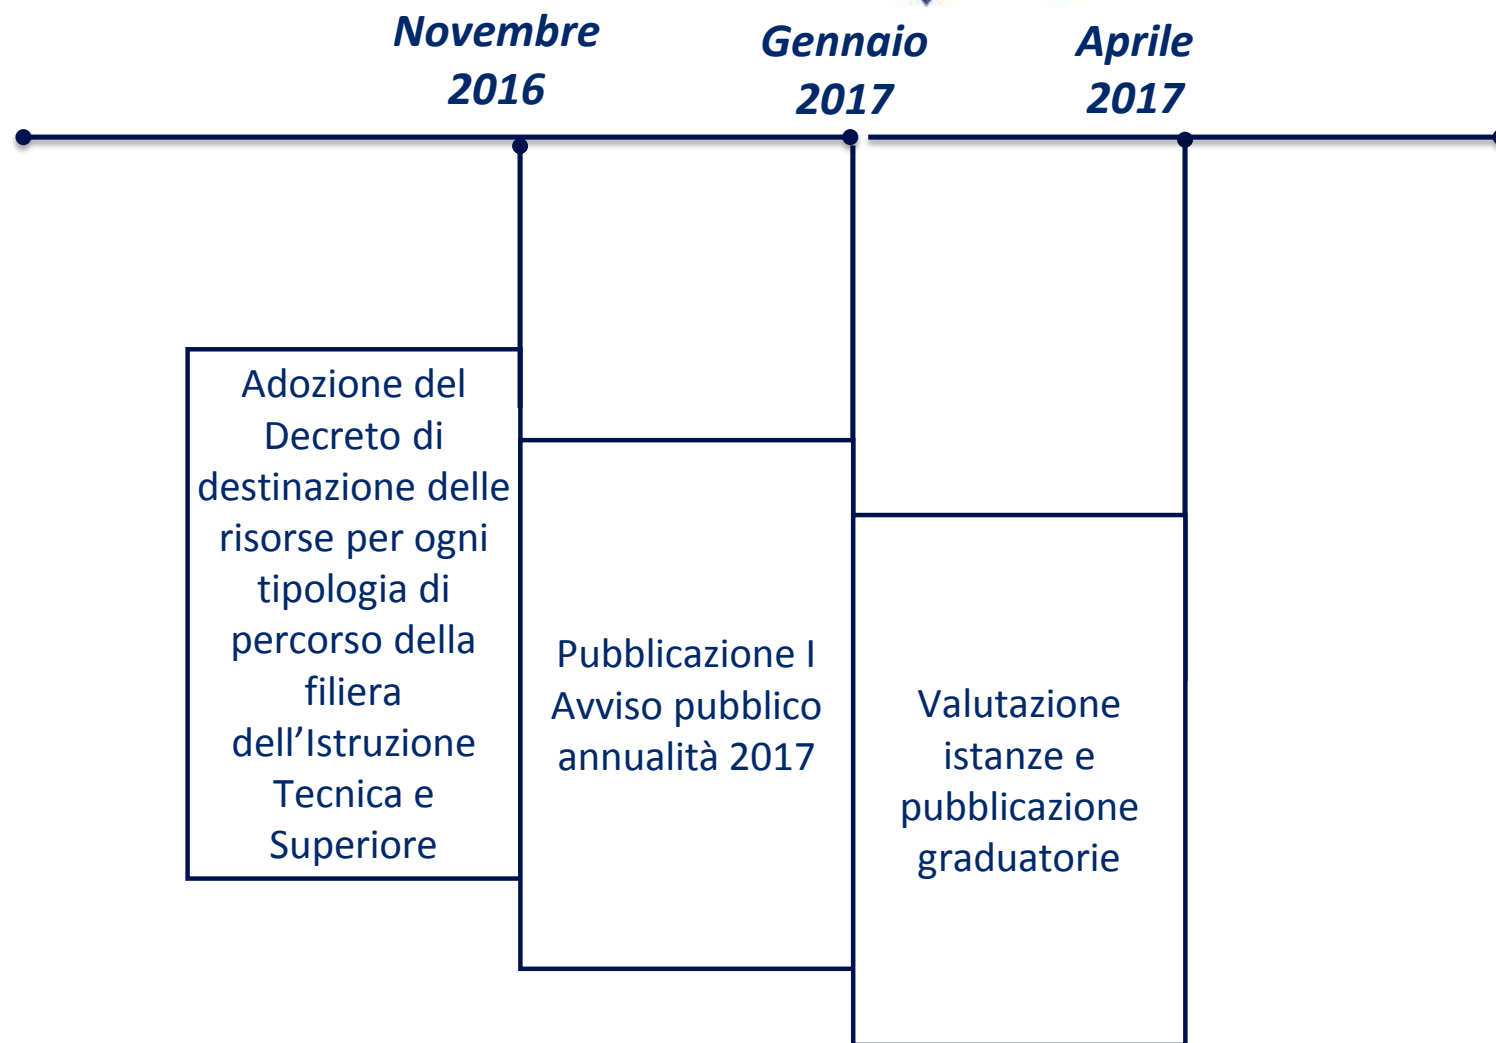 Novembre
2016
Gennaio
2017
Aprile
2017
Adozione del
Decreto di
destinazione delle
risorse per ogni
tipologia di
percorso della
filiera
dell’Istruzione
Tecnica e
Superiore
Pubblicazione I
Avviso pubblico
annualità 2017
Valutazione
istanze e
pubblicazione
graduatorie